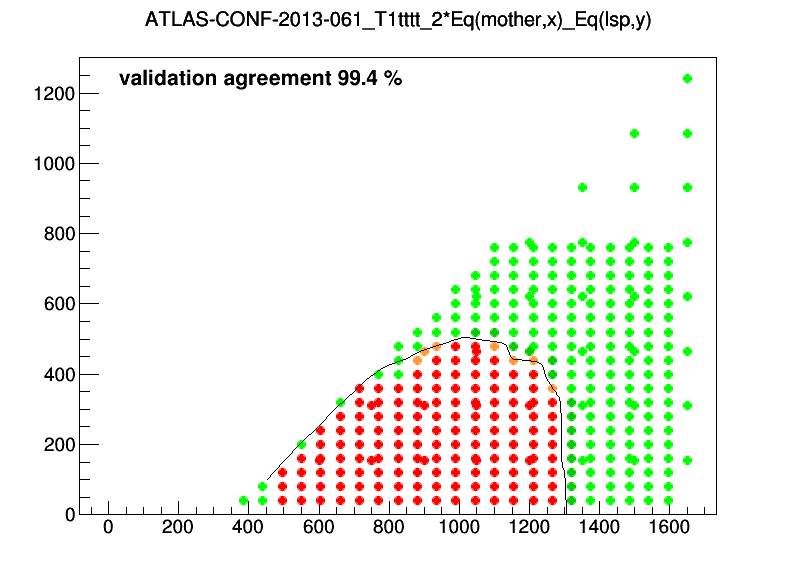 ATLAS-CONF-2013-061_T1tttt_2*Eq(mother,x)_Eq(lsp,y)
validation agreement 99.4 %
1200
1000
800
600
400
200
0
0 200 400 600 800 1000 1200 1400 1600